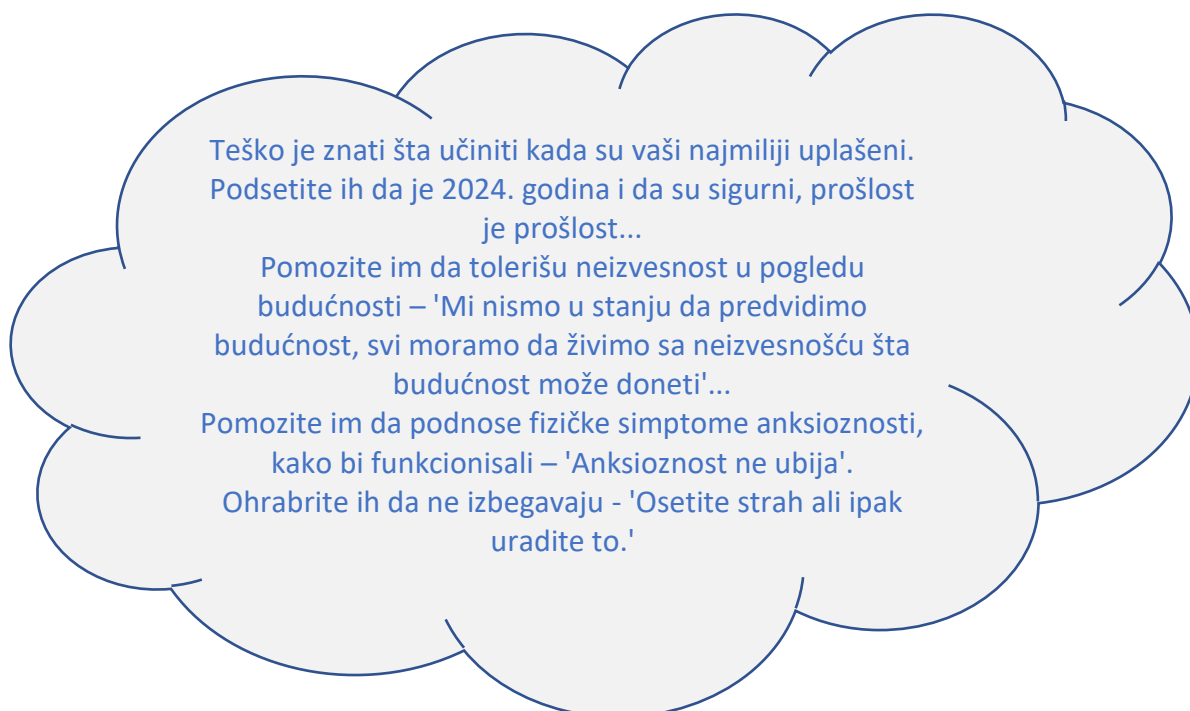 Teško je znati šta učiniti kada su vaši najmiliji uplašeni.
Podsetite ih da je 2024. godina i da su sigurni, prošlost
je prošlost...
Pomozite im da tolerišu neizvesnost u pogledu
budućnosti – 'Mi nismo u stanju da predvidimo
budućnost, svi moramo da živimo sa neizvesnošću šta
budućnost može doneti'...
Pomozite im da podnose fizičke simptome anksioznosti,
kako bi funkcionisali – 'Anksioznost ne ubija'.
Ohrabrite ih da ne izbegavaju - 'Osetite strah ali ipak
uradite to.'